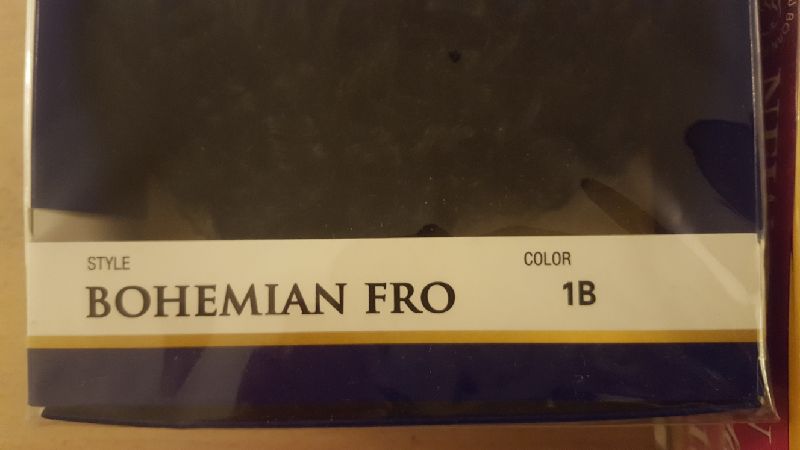 STYLE
BOHEMIAN FRO
COLOR
1B